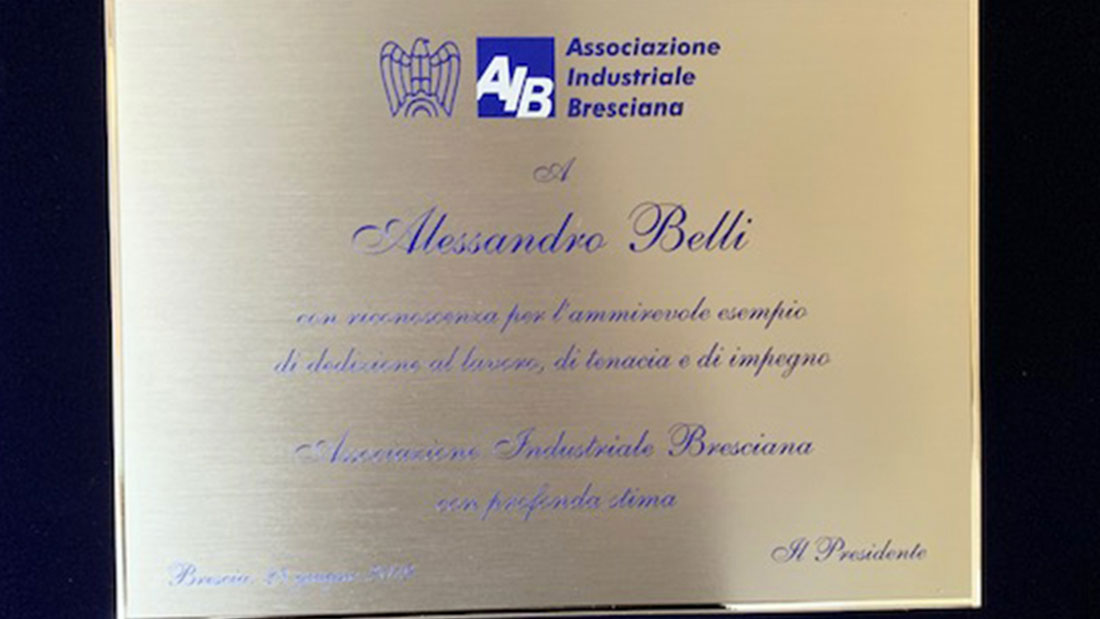 AIB
Associazione
Industriale
Bresciana
A
Alessandro Belli
con riconoscenza per l'ammirevole esempio
di dedizione al lavoro, di tenacia e di impegno
Associazione Industriale Bresciana
con profonda stima
Il Presidente
Brescia, giugno